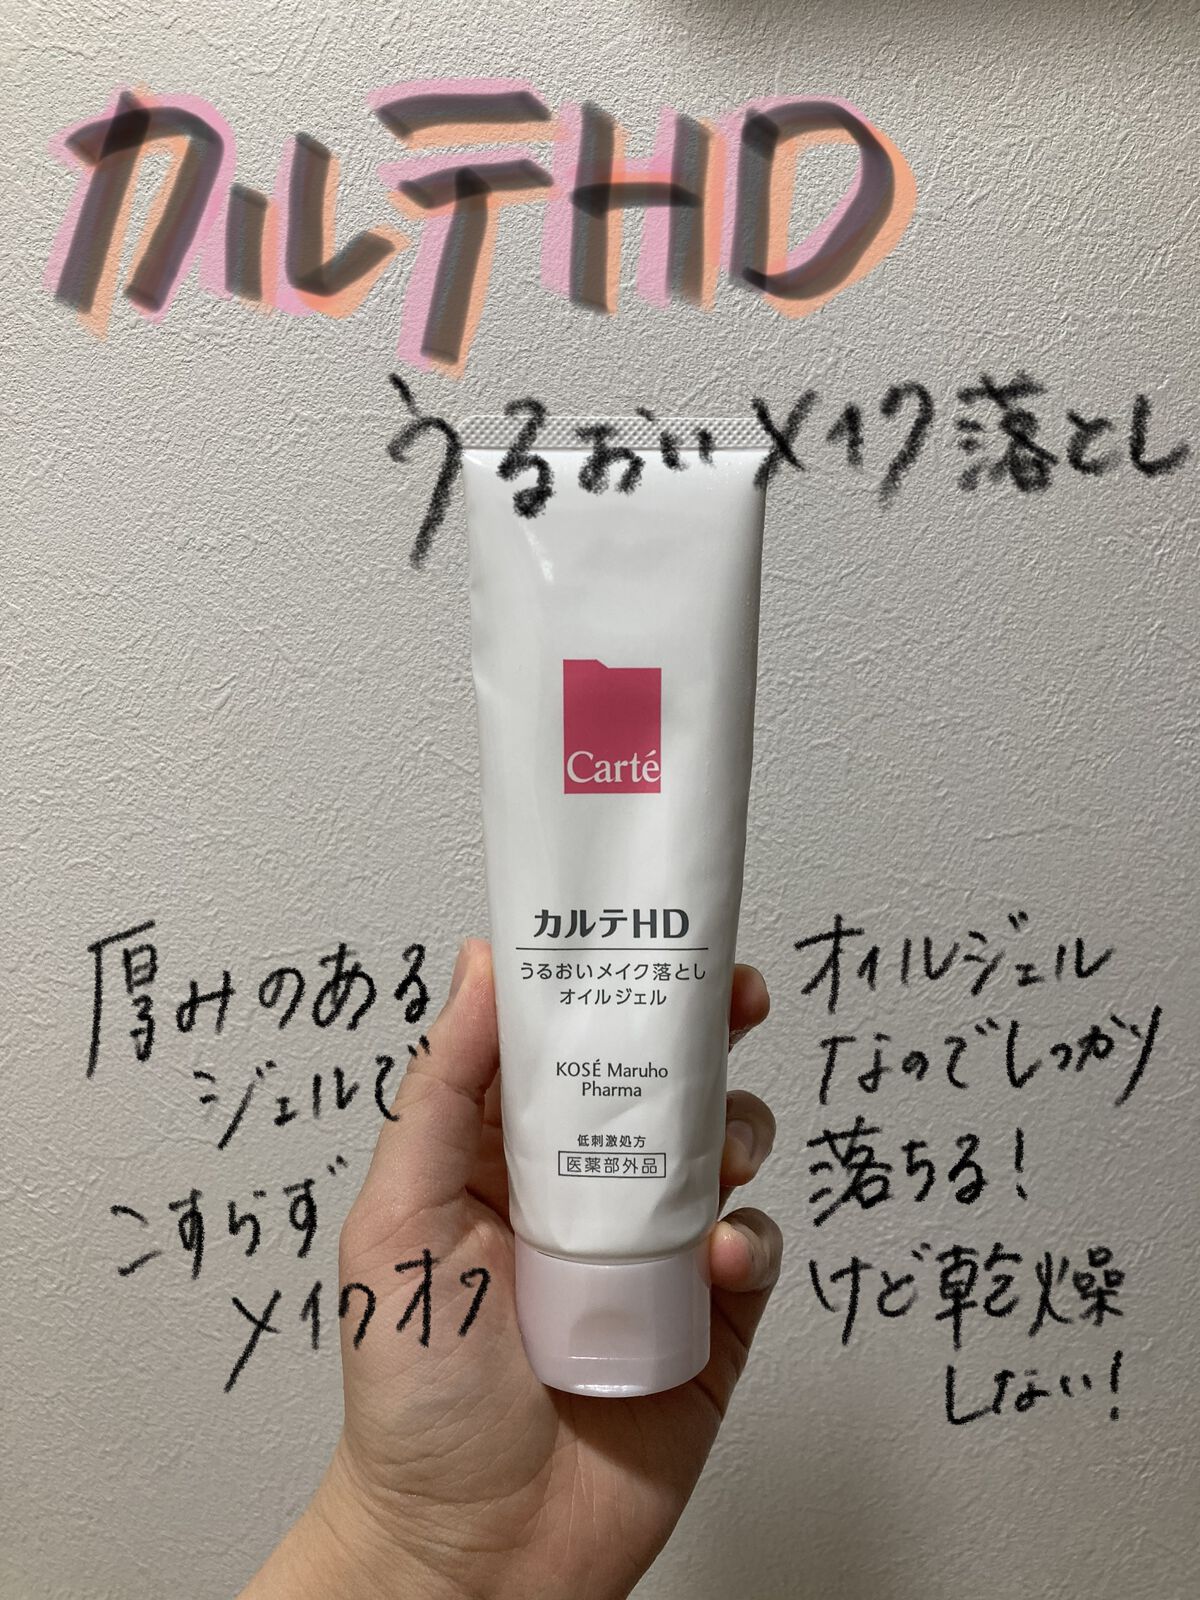 カルテHD
うるおいメイク落とし
Carté
カルテHD
うるおいメイク落とし
オイルジェル
KOSÉ Maruho
Pharma
低刺激処方
医薬部外品
厚みのある
ジェルで
こすらず
メイクオフ
オイルジェル
なのでしっかり
落ちる!
けど乾燥
しない!